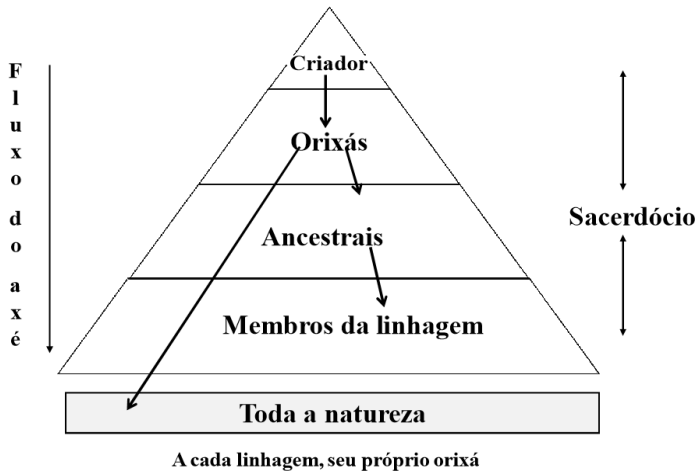 Criador
Orixás
Ancestrais
Membros da linhagem
Toda a natureza
A cada linhagem, seu próprio orixá
Fluxo do axé
Sacerdócio